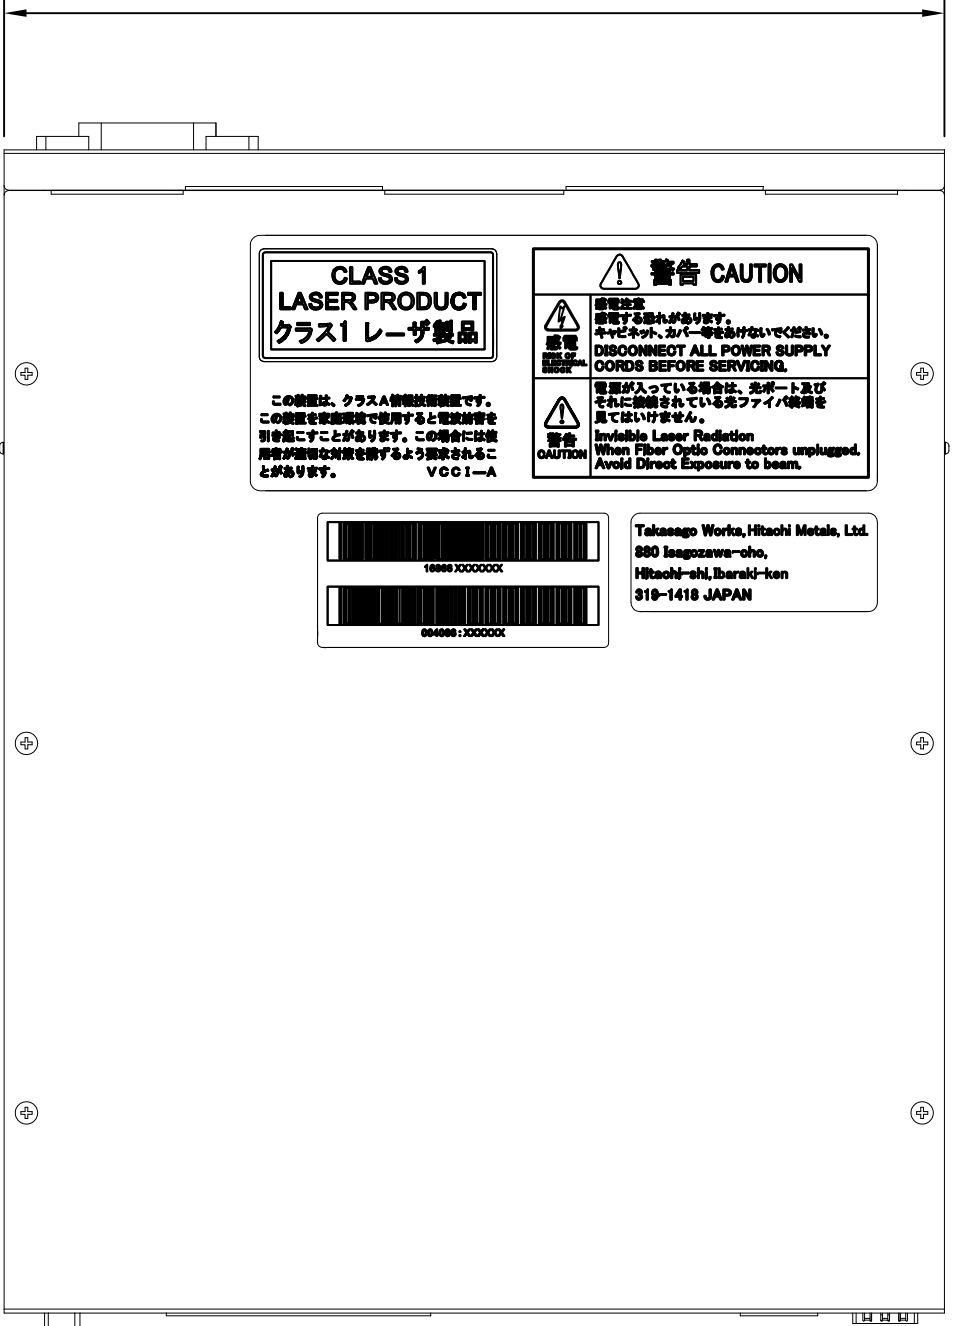 CLASS 1
LASER PRODUCT
クラス1 レーザ製品
この装置は、クラスA情報技術装置です。
この装置を家庭環境で使用すると電波妨害を
引き起こすことがあります。この場合には使
用者が適切な対策を講ずるよう要求されるこ
とがあります。 VCCI-A
警告 CAUTION
感電
RISK OF
ELECTRICAL
SHOCK
感電注意
感電する恐れがあります。
キャビネット、カバー等をあけないでください。
DISCONNECT ALL POWER SUPPLY
CORDS BEFORE SERVICING.
警告
CAUTION
電源が入っている場合は、光ポート及び
それに接続されている光ファイバ終端を
見てはいけません。
Invisible Laser Radiation
When Fiber Optic Connectors unplugged.
Avoid Direct Exposure to beam.
XXXXXXX
:XXXXXX
Takasago Works, Hitachi Metals, Ltd.
880 Isagozawa-cho,
Hitachi-shi, Ibaraki-ken
319-1418 JAPAN